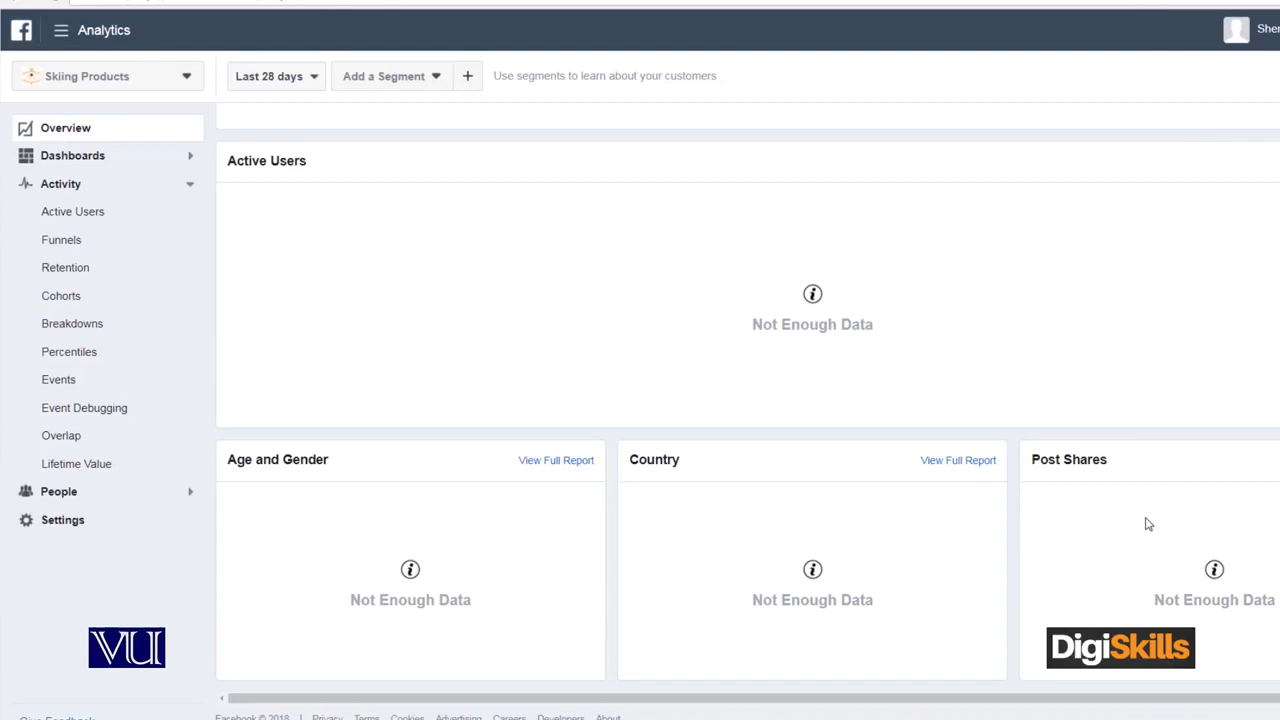 Analytics
Sher
Skiing Products
Last 28 days
Add a Segment
+
Use segments to learn about your customers
Overview
Dashboards
Activity
Active Users
Funnels
Retention
Cohorts
Breakdowns
Percentiles
Events
Event Debugging
Overlap
Lifetime Value
People
Settings
Active Users
Not Enough Data
Age and Gender
View Full Report
Not Enough Data
Country
View Full Report
Not Enough Data
Post Shares
Not Enough Data
VU
DigiSkills
Give Feedback
Facebook © 2018 | Privacy Terms Cookies Advertising Careers Developers About